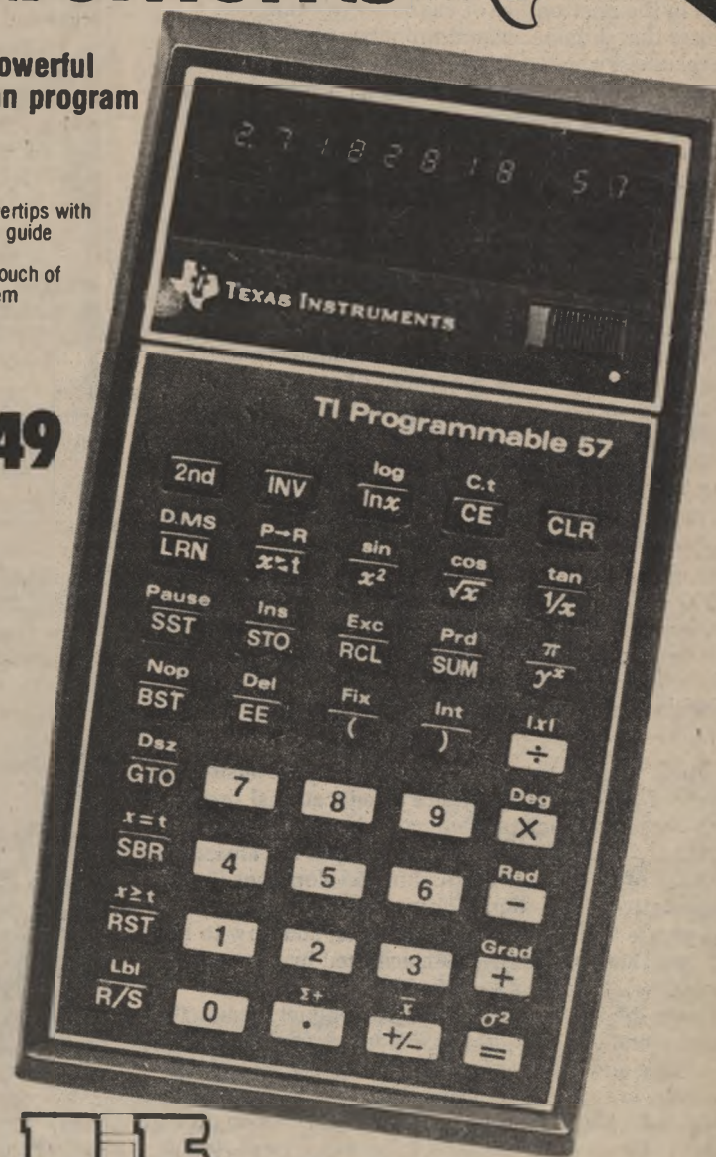 owerful
n program
ertips with
guide
ouch of
em
49
2.7182818 57
TEXAS INSTRUMENTS
TI Programmable 57
log C.t
2nd INV lnx CE CLR
D.MS P→R sin cos tan
LRN x⇄t x² √x 1/x
Pause Ins Exc Prd π
SST STO RCL SUM yˣ
Nop Del Fix Int |x|
BST EE ( ) ÷
Dsz Deg
GTO 7 8 9 X
x=t Rad
SBR 4 5 6 −
x≥t Grad
RST 1 2 3 +
Lbl Σ+ x̅ σ²
R/S 0 . +/− =